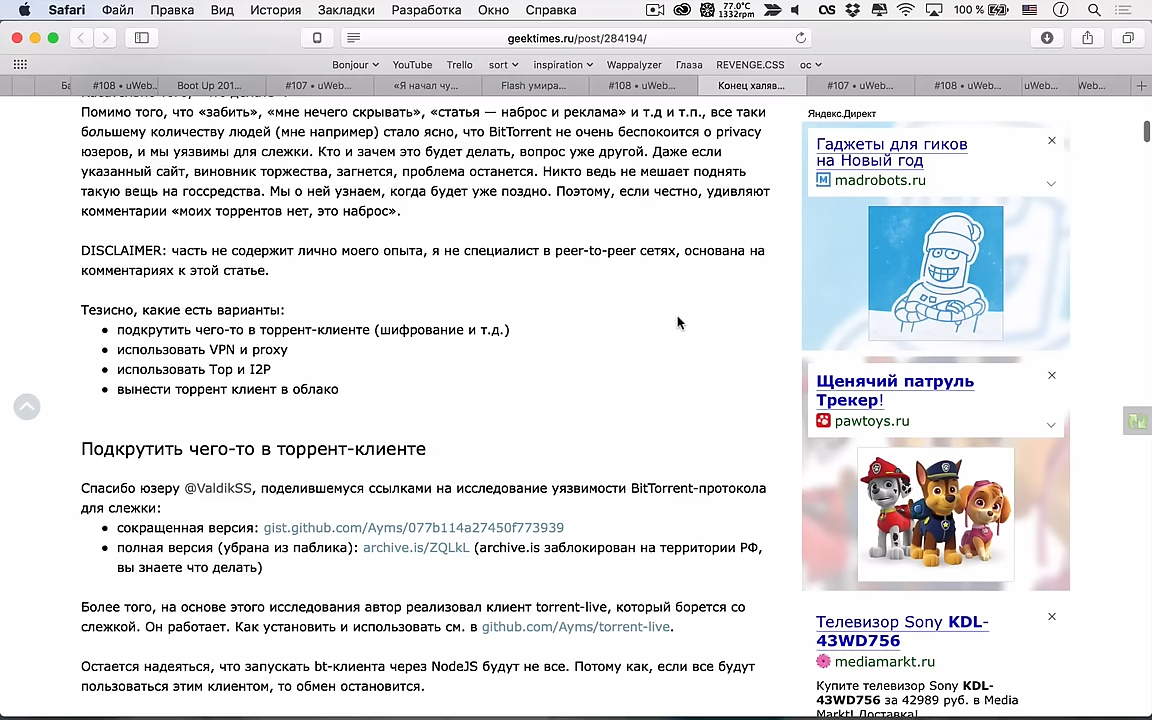 Safari Файл Правка Вид История Закладки Разработка Окно Справка
77.0°C
1332rpm
100 %
geektimes.ru/post/284194/
Bonjour YouTube Trello sort inspiration Wappalyzer Глаза REVENGE.CSS oc
Ба #108 – uWeb... Boot Up 201... #107 – uWeb... «Я начал чу... Flash умира... #108 – uWeb... Конец халяв... #107 – uWeb... #108 – uWeb... uWeb... Web...
Помимо того, что «забить», «мне нечего скрывать», «статья — наброс и реклама» и т.д и т.п., все таки
большему количеству людей (мне например) стало ясно, что BitTorrent не очень беспокоится о privacy
юзеров, и мы уязвимы для слежки. Кто и зачем это будет делать, вопрос уже другой. Даже если
указанный сайт, виновник торжества, загнется, проблема останется. Никто ведь не мешает поднять
такую вещь на госсредства. Мы о ней узнаем, когда будет уже поздно. Поэтому, если честно, удивляют
комментарии «моих торрентов нет, это наброс».
DISCLAIMER: часть не содержит лично моего опыта, я не специалист в peer-to-peer сетях, основана на
комментариях к этой статье.
Тезисно, какие есть варианты:
• подкрутить чего-то в торрент-клиенте (шифрование и т.д.)
• использовать VPN и proxy
• использовать Тор и I2P
• вынести торрент клиент в облако
Подкрутить чего-то в торрент-клиенте
Спасибо юзеру @ValdikSS, поделившемуся ссылками на исследование уязвимости BitTorrent-протокола
для слежки:
• сокращенная версия: gist.github.com/Ayms/077b114a27450f773939
• полная версия (убрана из паблика): archive.is/ZQLkL (archive.is заблокирован на территории РФ,
вы знаете что делать)
Более того, на основе этого исследования автор реализовал клиент torrent-live, который борется со
слежкой. Он работает. Как установить и использовать см. в github.com/Ayms/torrent-live.
Остается надеяться, что запускать bt-клиента через NodeJS будут не все. Потому как, если все будут
пользоваться этим клиентом, то обмен остановится.
Яндекс.Директ
Гаджеты для гиков
на Новый год
madrobots.ru
Щенячий патруль
Трекер!
pawtoys.ru
Телевизор Sony KDL-
43WD756
mediamarkt.ru
Купите телевизор Sony KDL-
43WD756 за 42989 руб. в Media
Markt! Доставка!